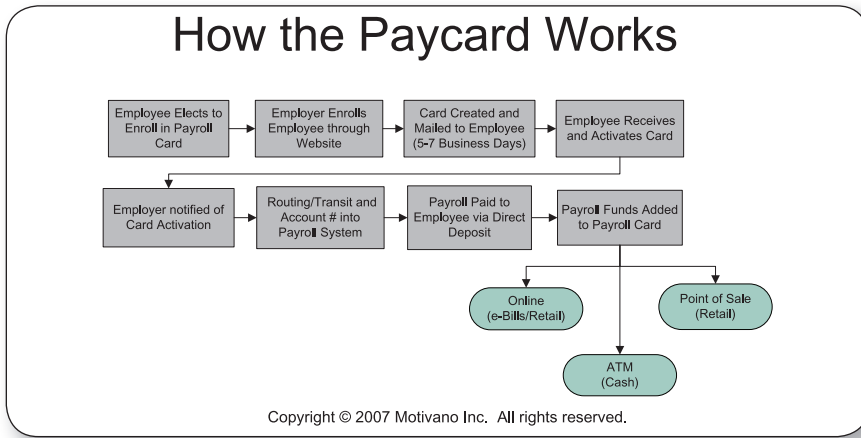 How the Paycard Works
Employee Elects to
Enroll in Payroll
Card
Employer Enrolls
Employee through
Website
Card Created and
Mailed to Employee
(5-7 Business Days)
Employee Receives
and Activates Card
Employer notified of
Card Activation
Routing/Transit and
Account # into
Payroll System
Payroll Paid to
Employee via Direct
Deposit
Payroll Funds Added
to Payroll Card
Online
(e-Bills/Retail)
Point of Sale
(Retail)
ATM
(Cash)
Copyright © 2007 Motivano Inc. All rights reserved.